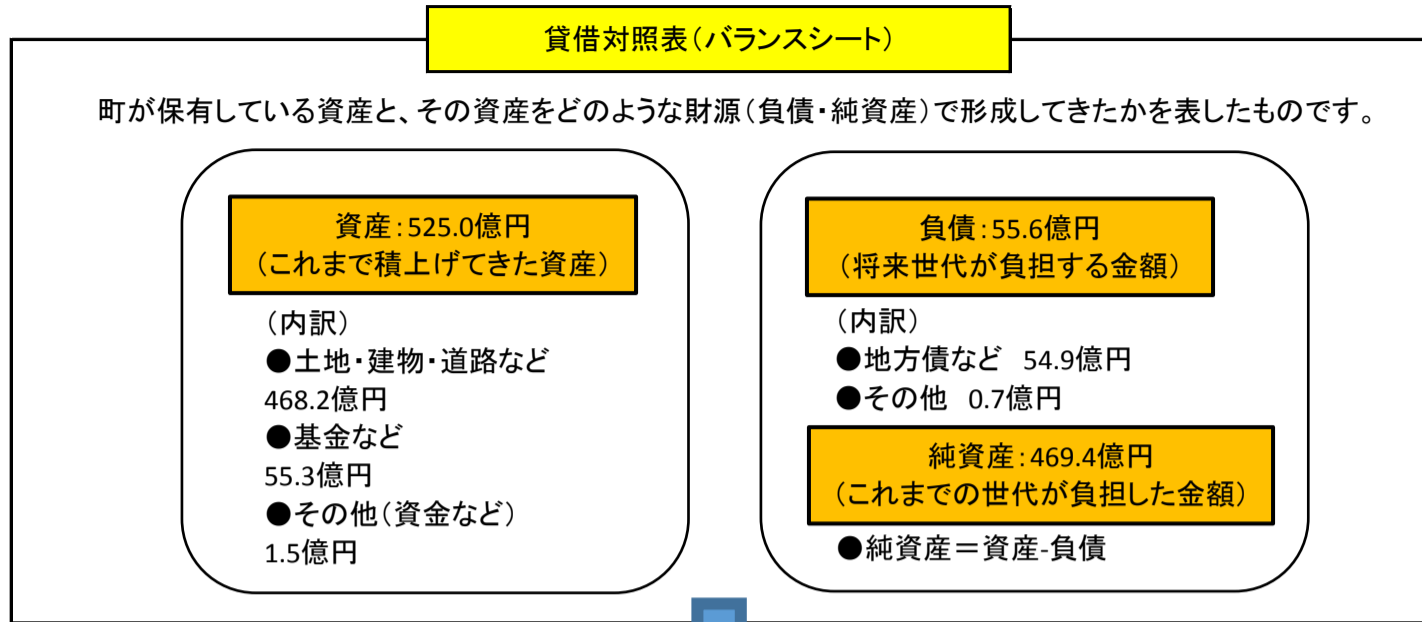 貸借対照表（バランスシート）
町が保有している資産と、その資産をどのような財源（負債・純資産）で形成してきたかを表したものです。
資産：525.0億円
（これまで積上げてきた資産）
（内訳）
●土地・建物・道路など
468.2億円
●基金など
55.3億円
●その他（資金など）
1.5億円
負債：55.6億円
（将来世代が負担する金額）
（内訳）
●地方債など　54.9億円
●その他　0.7億円
純資産：469.4億円
（これまでの世代が負担した金額）
●純資産＝資産-負債